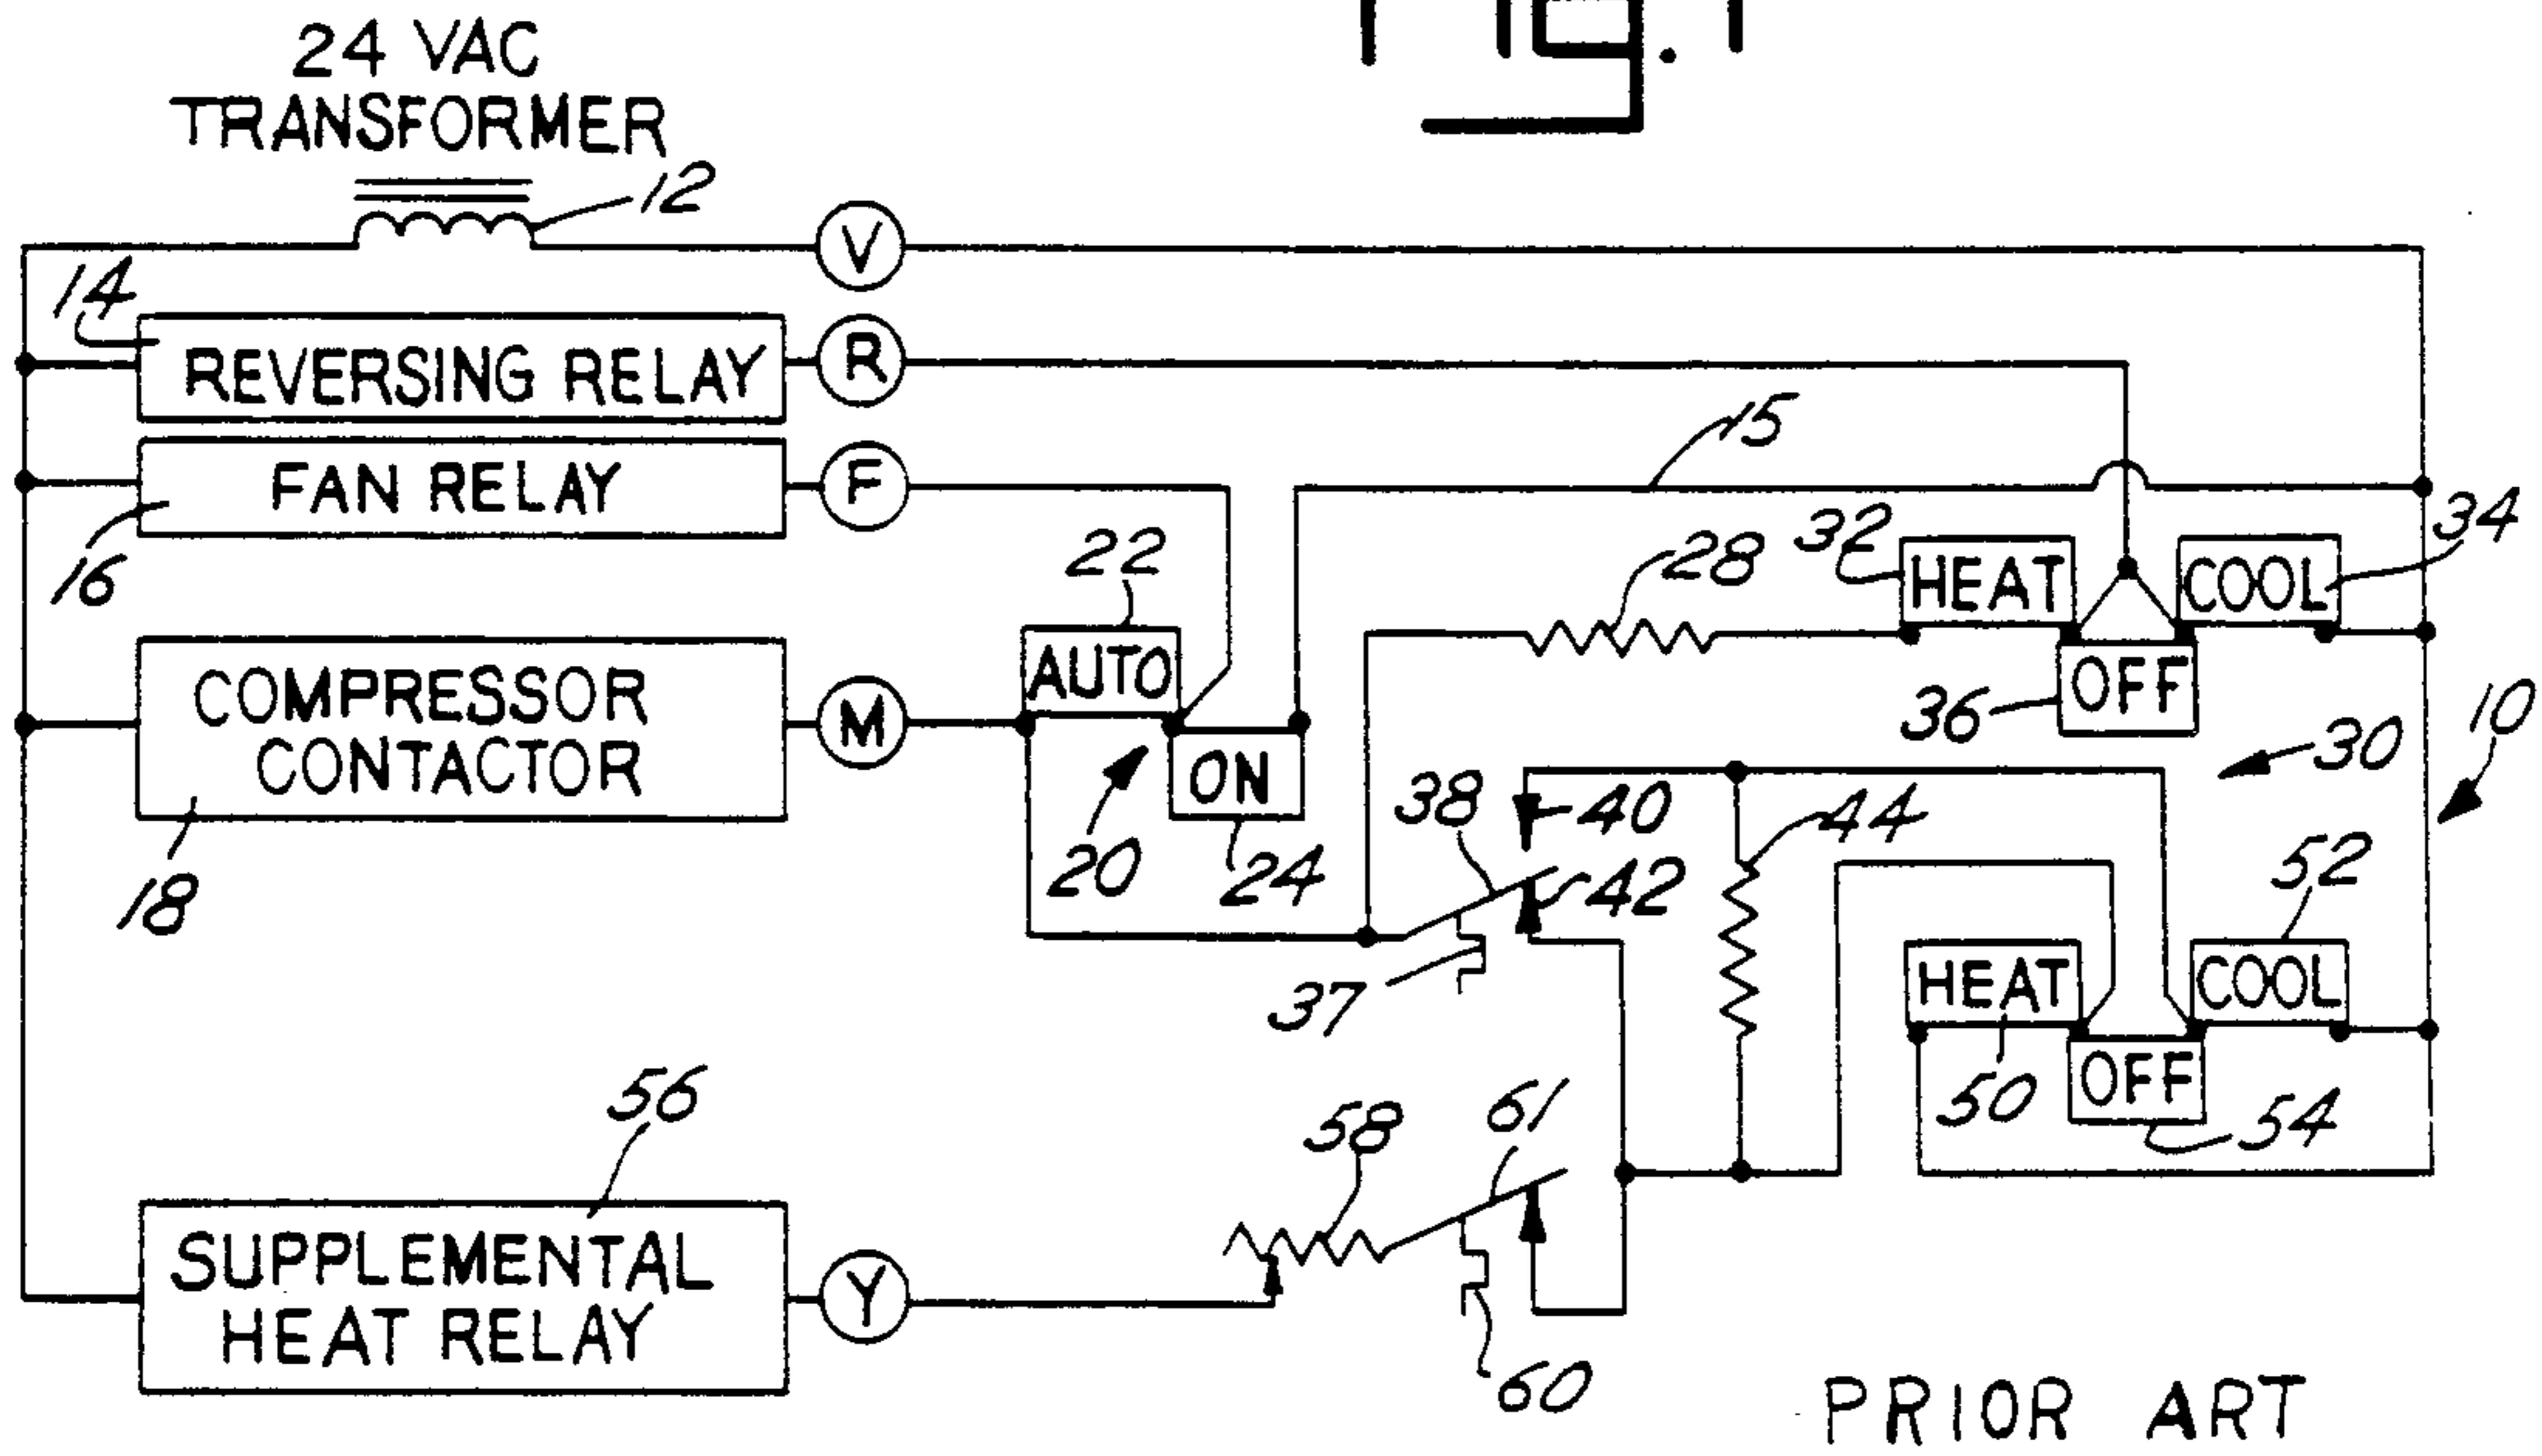 Fig. 1
24 VAC
TRANSFORMER
12
V
14
REVERSING RELAY
R
15
FAN RELAY
F
16
22
28
32
HEAT
COOL
34
AUTO
OFF
36
COMPRESSOR
CONTACTOR
M
18
20
ON
24
30
10
38
40
42
44
37
52
HEAT
COOL
50
OFF
54
56
58
61
SUPPLEMENTAL
HEAT RELAY
Y
60
PRIOR ART